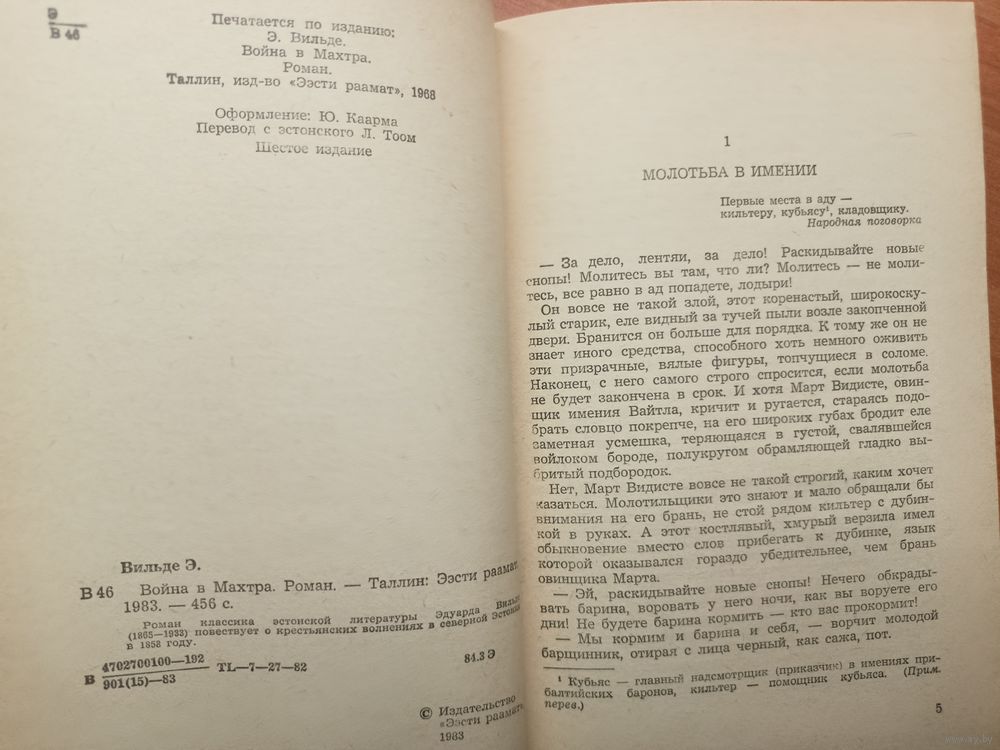 Э
В 46
Печатается по изданию:
Э. Вильде.
Война в Махтра.
Роман.
Таллин, изд-во «Ээсти раамат», 1968
Оформление: Ю. Каарма
Перевод с эстонского Л. Тоом
Шестое издание
Вильде Э.
В 46 Война в Махтра. Роман. — Таллин: Ээсти раамат,
1983. — 456 с.
Роман классика эстонской литературы Эдуарда Вильде
(1865—1933) повествует о крестьянских волнениях в северной Эстонии
в 1858 году.
В 4702700100—192
901(15)—83 TL—7—27—82 84.3 Э
© Издательство
«Ээсти раамат»,
1983
1
МОЛОТЬБА В ИМЕНИИ
Первые места в аду —
кильтеру, кубьясу¹, кладовщику.
Народная поговорка
— За дело, лентяи, за дело! Раскидывайте новые
снопы! Молитесь вы там, что ли? Молитесь — не моли-
тесь, все равно в ад попадете, лодыри!
Он вовсе не такой злой, этот коренастый, широкоску-
лый старик, еле видный за тучей пыли возле закопченной
двери. Бранится он больше для порядка. К тому же он не
знает иного средства, способного хоть немного оживить
эти призрачные, вялые фигуры, топчущиеся в соломе.
Наконец, с него самого строго спросится, если молотьба
не будет закончена в срок. И хотя Март Видисте, овин-
щик имения Вайтла, кричит и ругается, стараясь подо-
брать словцо покрепче, на его широких губах бродит еле
заметная усмешка, теряющаяся в густой, свалявшейся
войлоком бороде, полукругом обрамляющей гладко вы-
бритый подбородок.
Нет, Март Видисте вовсе не такой строгий, каким хочет
казаться. Молотильщики это знают и мало обращали бы
внимания на его брань, не стой рядом кильтер с дубин-
кой в руках. А этот костлявый, хмурый верзила имел
обыкновение вместо слов прибегать к дубинке, язык
которой оказывался гораздо убедительнее, чем брань
овинщика Марта.
— Эй, раскидывай новые снопы! Нечего обкрады-
вать барина, воровать у него ночи, как вы воруете его
дни! Не будете барина кормить — кто вас прокормит!
— Мы кормим и барина и себя, — ворчит молодой
барщинник, отирая с лица черный, как сажа, пот.
¹ Кубьяс — главный надсмотрщик (приказчик) в имениях при-
балтийских баронов, кильтер — помощник кубьяса. (Прим.
перев.)
5
www.ay.by